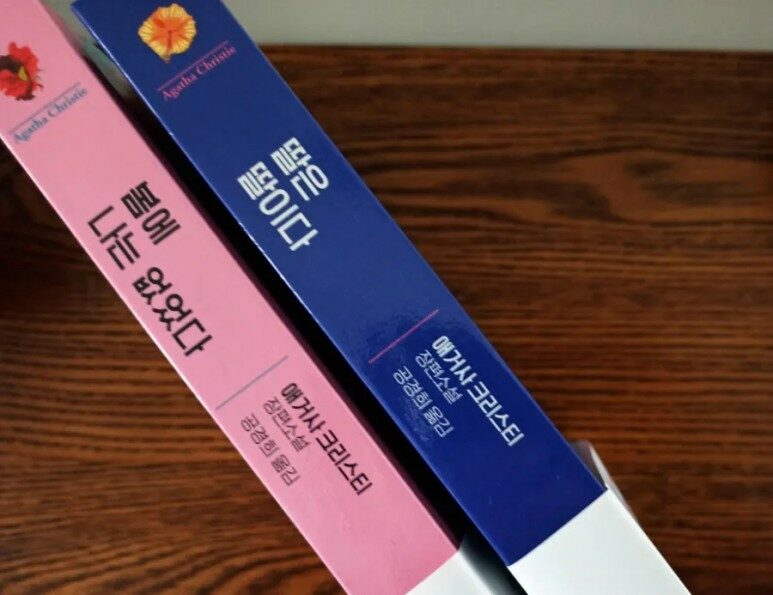 Agatha Christie
봄에
나는 없었다
애거사 크리스티
장편소설
공경희 옮김
Agatha Christie
딸은
딸이다
애거사 크리스티
장편소설
공경희 옮김